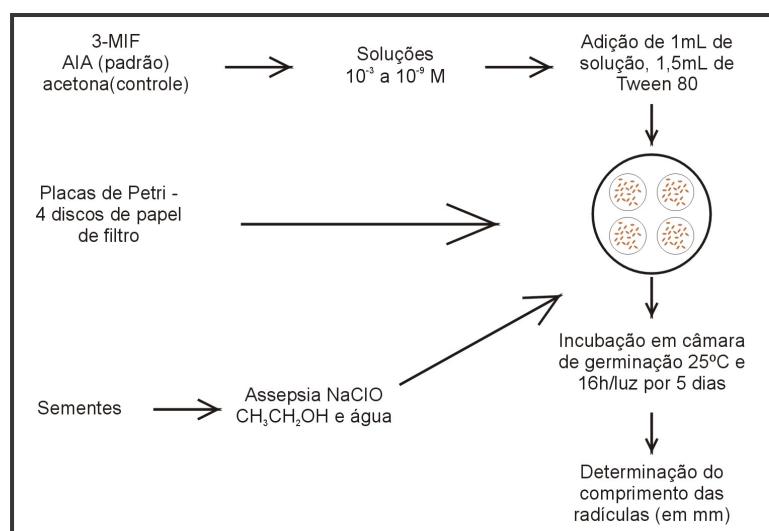 3-MIF
AIA (padrão)
acetona(controle)
Soluções
10⁻³ a 10⁻⁹ M
Adição de 1mL de
solução, 1,5mL de
Tween 80
Placas de Petri -
4 discos de papel
de filtro
Sementes
Assepsia NaClO
CH₃CH₂OH e água
Incubação em câmara
de germinação 25ºC e
16h/luz por 5 dias
Determinação do
comprimento das
radículas (em mm)